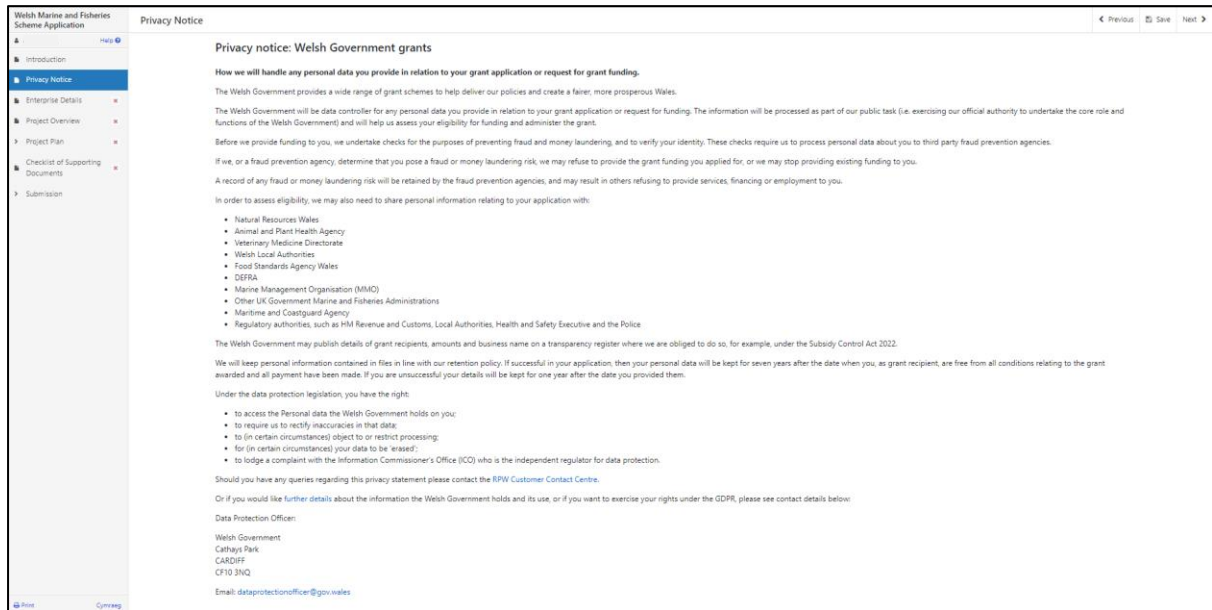 Welsh Marine and Fisheries
Scheme Application
Help
Introduction
Privacy Notice
Enterprise Details
Project Overview
Project Plan
Checklist of Supporting
Documents
Submission
Print
Cymraeg
Privacy Notice
Previous Save Next
Privacy notice: Welsh Government grants
How we will handle any personal data you provide in relation to your grant application or request for grant funding.
The Welsh Government provides a wide range of grant schemes to help deliver our policies and create a fairer, more prosperous Wales.
The Welsh Government will be data controller for any personal data you provide in relation to your grant application or request for funding. The information will be processed as part of our public task (i.e. exercising our official authority to undertake the core role and
functions of the Welsh Government) and will help us assess your eligibility for funding and administer the grant.
Before we provide funding to you, we undertake checks for the purposes of preventing fraud and money laundering, and to verify your identity. These checks require us to process personal data about you to third party fraud prevention agencies.
If we, or a fraud prevention agency, determine that you pose a fraud or money laundering risk, we may refuse to provide the grant funding you applied for, or we may stop providing existing funding to you.
A record of any fraud or money laundering risk will be retained by the fraud prevention agencies, and may result in others refusing to provide services, financing or employment to you.
In order to assess eligibility, we may also need to share personal information relating to your application with:
• Natural Resources Wales
• Animal and Plant Health Agency
• Veterinary Medicine Directorate
• Welsh Local Authorities
• Food Standards Agency Wales
• DEFRA
• Marine Management Organisation (MMO)
• Other UK Government Marine and Fisheries Administrations
• Maritime and Coastguard Agency
• Regulatory authorities, such as HM Revenue and Customs, Local Authorities, Health and Safety Executive and the Police
The Welsh Government may publish details of grant recipients, amounts and business name on a transparency register where we are obliged to do so, for example, under the Subsidy Control Act 2022.
We will keep personal information contained in files in line with our retention policy. If successful in your application, then your personal data will be kept for seven years after the date when you, as grant recipient, are free from all conditions relating to the grant
awarded and all payment have been made. If you are unsuccessful your details will be kept for one year after the date you provided them.
Under the data protection legislation, you have the right:
• to access the Personal data the Welsh Government holds on you;
• to require us to rectify inaccuracies in that data;
• to (in certain circumstances) object to or restrict processing;
• for (in certain circumstances) your data to be 'erased';
• to lodge a complaint with the Information Commissioner's Office (ICO) who is the independent regulator for data protection.
Should you have any queries regarding this privacy statement please contact the RPW Customer Contact Centre.
Or if you would like further details about the information the Welsh Government holds and its use, or if you want to exercise your rights under the GDPR, please see contact details below:
Data Protection Officer:
Welsh Government
Cathays Park
CARDIFF
CF10 3NQ
Email: dataprotectionofficer@gov.wales